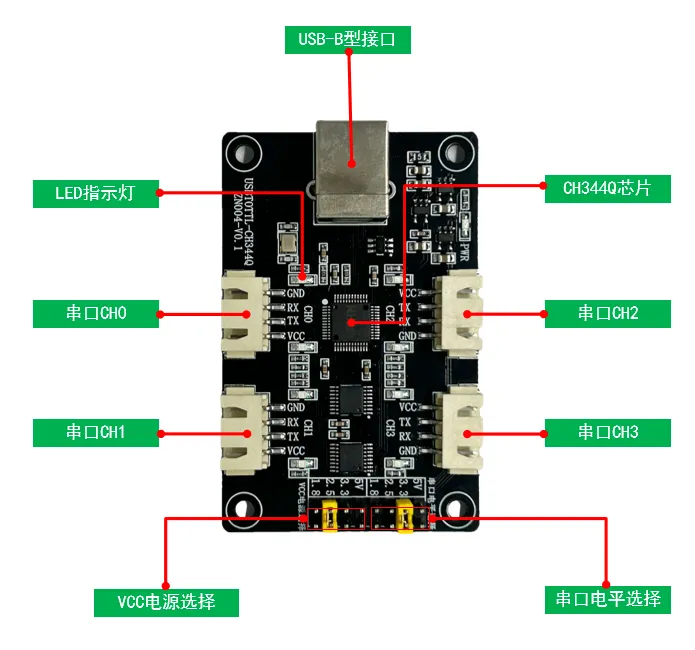 USB-B型接口
LED指示灯
CH344Q芯片
USBTOTTL-CH344Q
ZN004-V0.1
PWR
串口CH0
GND
RX
TX
VCC
CH0
VCC
TX
RX
GND
CH2
串口CH2
串口CH1
GND
RX
TX
VCC
CH1
VCC
TX
RX
GND
CH3
串口CH3
1.8
2.5
3.3
5V
1.8
2.5
3.3
5V
VCC电源选择
串口电平选择